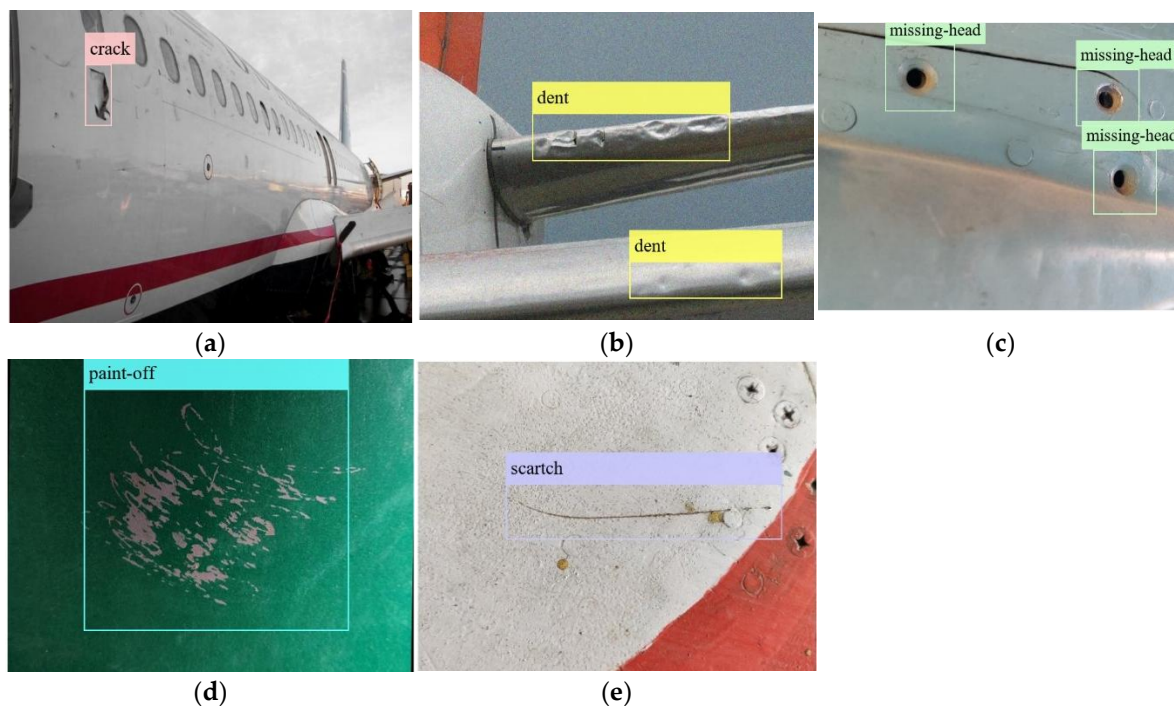 crack
dent
dent
missing-head
missing-head
missing-head
(a)
(b)
(c)
paint-off
scartch
(d)
(e)